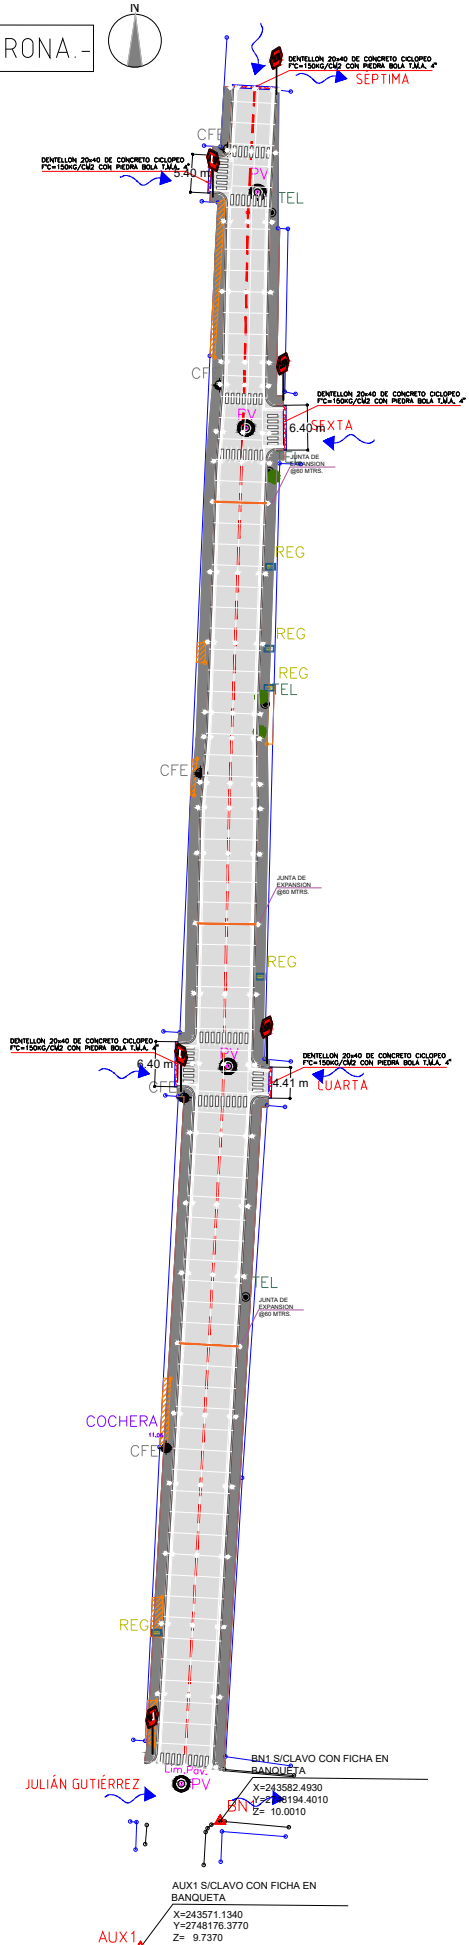 N
RONA.-
DENTELLON 20x40 DE CONCRETO CICLOPEO
F'C=150KG/CM2 CON PIEDRA BOLA T.M.A. 4"
SÉPTIMA
CFE
DENTELLON 20x40 DE CONCRETO CICLOPEO
F'C=150KG/CM2 CON PIEDRA BOLA T.M.A. 4"
5.40 m
PV
TEL
CF
DENTELLON 20x40 DE CONCRETO CICLOPEO
F'C=150KG/CM2 CON PIEDRA BOLA T.M.A. 4"
PV
6.40 m
SEXTA
JUNTA DE
EXPANSION
@60 MTRS.
REG
REG
REG
TEL
CFE
JUNTA DE
EXPANSION
@60 MTRS.
REG
DENTELLON 20x40 DE CONCRETO CICLOPEO
F'C=150KG/CM2 CON PIEDRA BOLA T.M.A. 4"
PV
DENTELLON 20x40 DE CONCRETO CICLOPEO
F'C=150KG/CM2 CON PIEDRA BOLA T.M.A. 4"
6.40 m
4.41 m
CUARTA
CFE
TEL
JUNTA DE
EXPANSION
@60 MTRS.
COCHERA
CFE
REG
Lim.Pav.
BN1 S/CLAVO CON FICHA EN
BANQUETA
JULIÁN GUTIÉRREZ
PV
X=243582.4930
Y=2748194.4010
Z= 10.0010
BN1
AUX1 S/CLAVO CON FICHA EN
BANQUETA
X=243571.1340
Y=2748176.3770
Z= 9.7370
AUX1